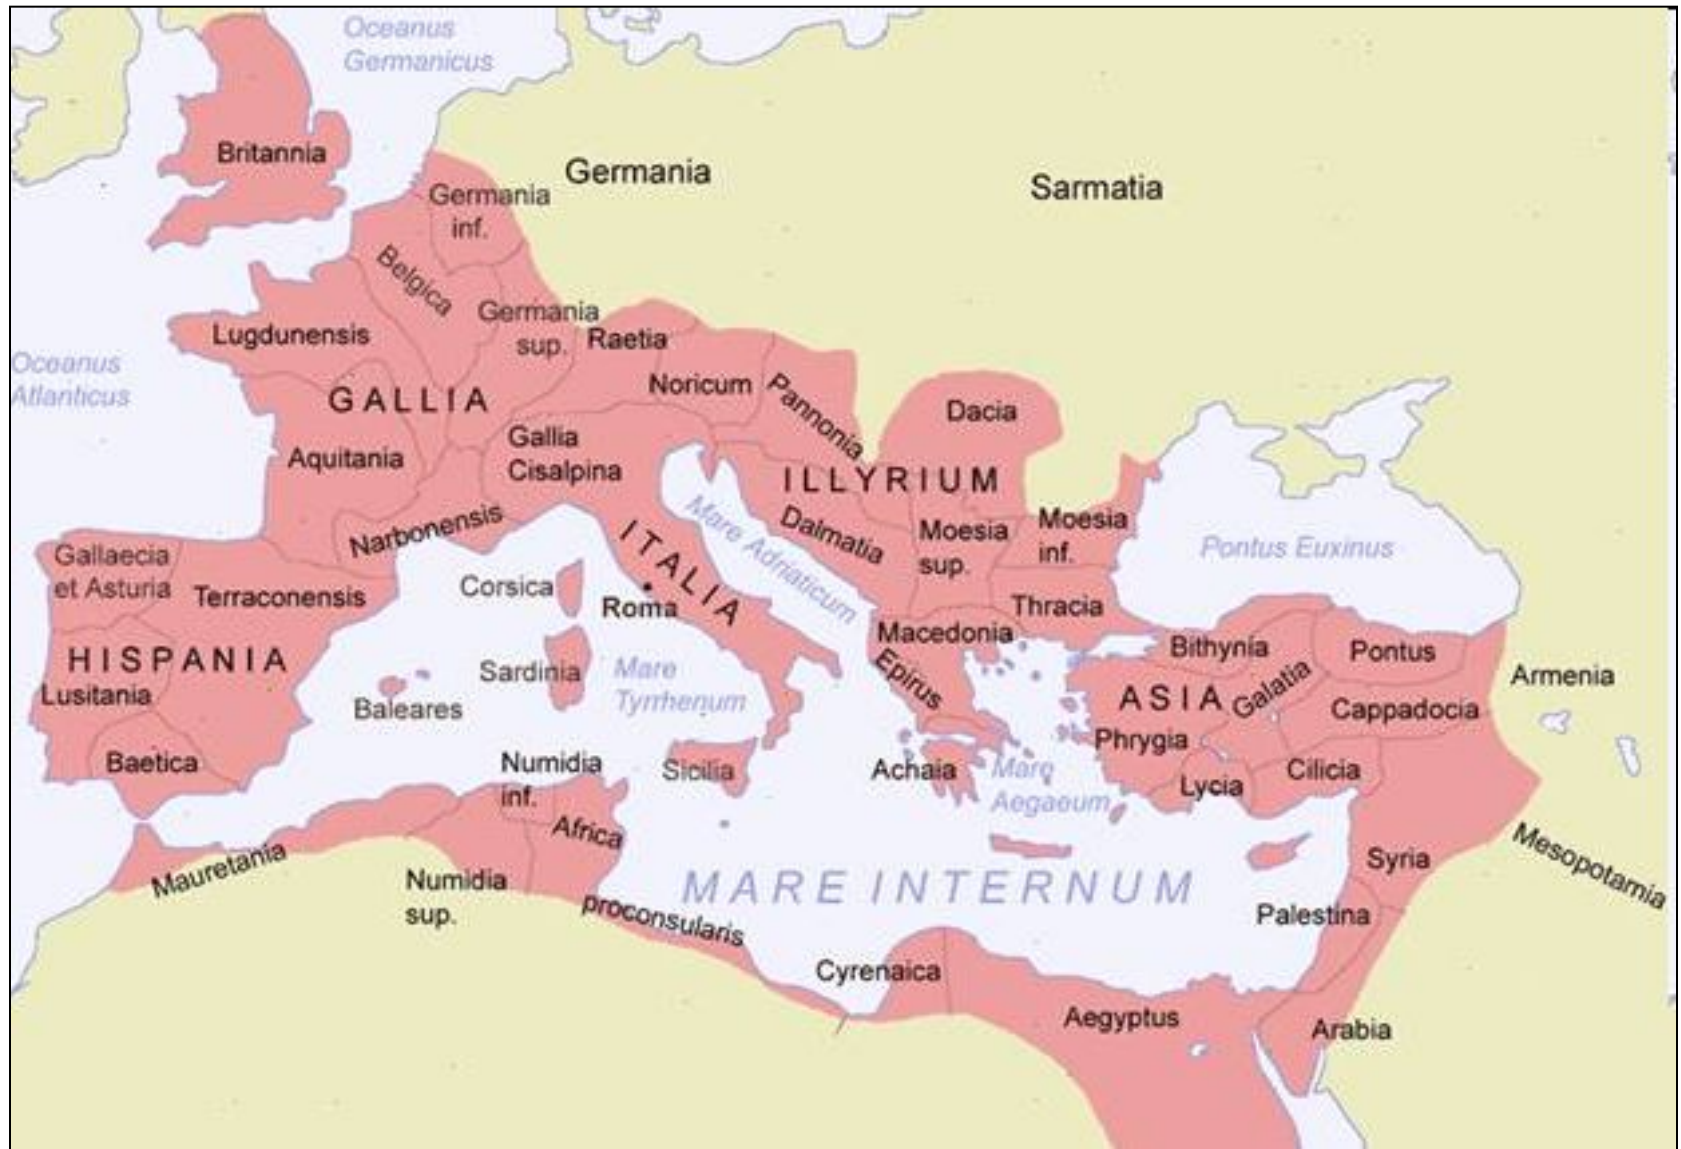 Oceanus
Germanicus
Britannia
Germania
Sarmatia
Germania
inf.
Belgica
Germania
sup.
Lugdunensis
Raetia
Oceanus
Atlanticus
Noricum
Pannonia
GALLIA
Dacia
Gallia
Cisalpina
Aquitania
ILLYRIUM
Narbonensis
ITALIA
Mare Adriaticum
Dalmatia
Moesia
sup.
Moesia
inf.
Pontus Euxinus
Gallaecia
et Asturia
Terraconensis
Corsica
Roma
Thracia
Macedonia
Bithynia
Pontus
HISPANIA
Sardinia
Mare
Tyrrhenum
Epirus
Armenia
Lusitania
Baleares
ASIA
Galatia
Cappadocia
Phrygia
Baetica
Numidia
inf.
Sicilia
Achaia
Mare
Aegaeum
Lycia
Cilicia
Africa
Mauretania
Numidia
sup.
proconsularis
MARE INTERNUM
Syria
Mesopotamia
Palestina
Cyrenaica
Aegyptus
Arabia